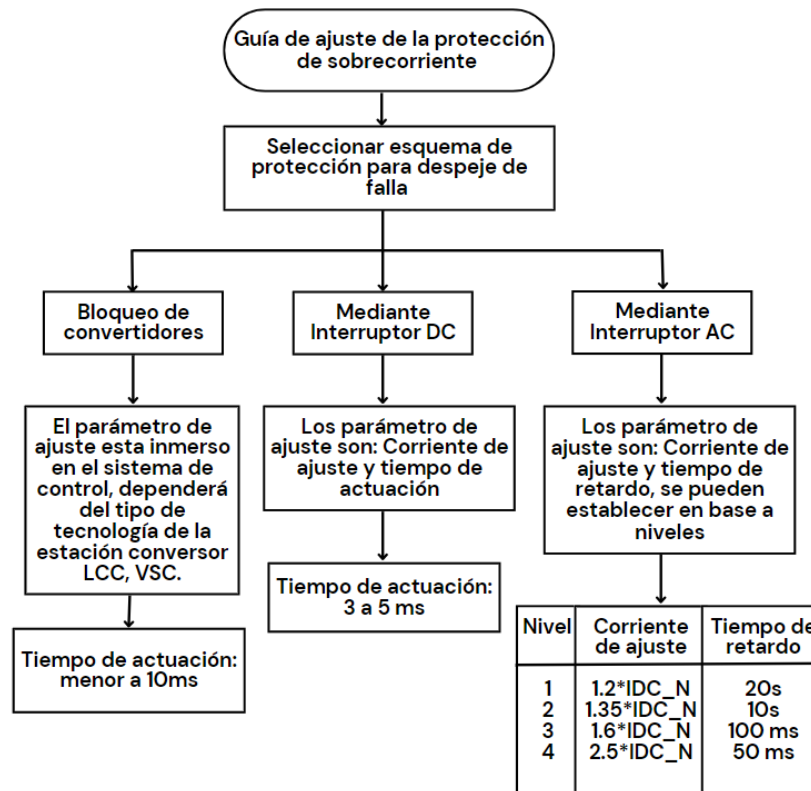 Guía de ajuste de la protección
de sobrecorriente
Seleccionar esquema de
protección para despeje de
falla
Bloqueo de
convertidores
Mediante
Interruptor DC
Mediante
Interruptor AC
El parámetro de
ajuste esta inmerso
en el sistema de
control, dependerá
del tipo de
tecnología de la
estación conversor
LCC, VSC.
Los parámetro de
ajuste son: Corriente de
ajuste y tiempo de
actuación
Los parámetro de
ajuste son: Corriente de
ajuste y tiempo de
retardo, se pueden
establecer en base a
niveles
Tiempo de actuación:
menor a 10ms
Tiempo de actuación:
3 a 5 ms
Nivel Corriente de ajuste Tiempo de retardo
1 1.2*IDC_N 20s
2 1.35*IDC_N 10s
3 1.6*IDC_N 100 ms
4 2.5*IDC_N 50 ms